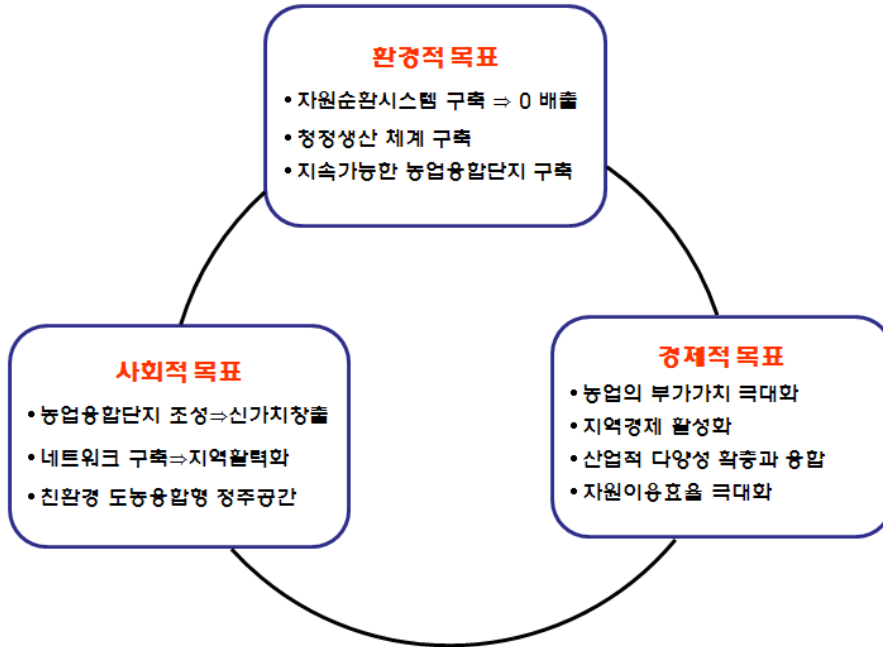 환경적 목표
• 자원순환시스템 구축 ⇒ 0 배출
• 청정생산 체계 구축
• 지속가능한 농업융합단지 구축
사회적 목표
• 농업융합단지 조성⇒신가치창출
• 네트워크 구축⇒지역활력화
• 친환경 도농융합형 정주공간
경제적 목표
• 농업의 부가가치 극대화
• 지역경제 활성화
• 산업적 다양성 확충과 융합
• 자원이용효율 극대화